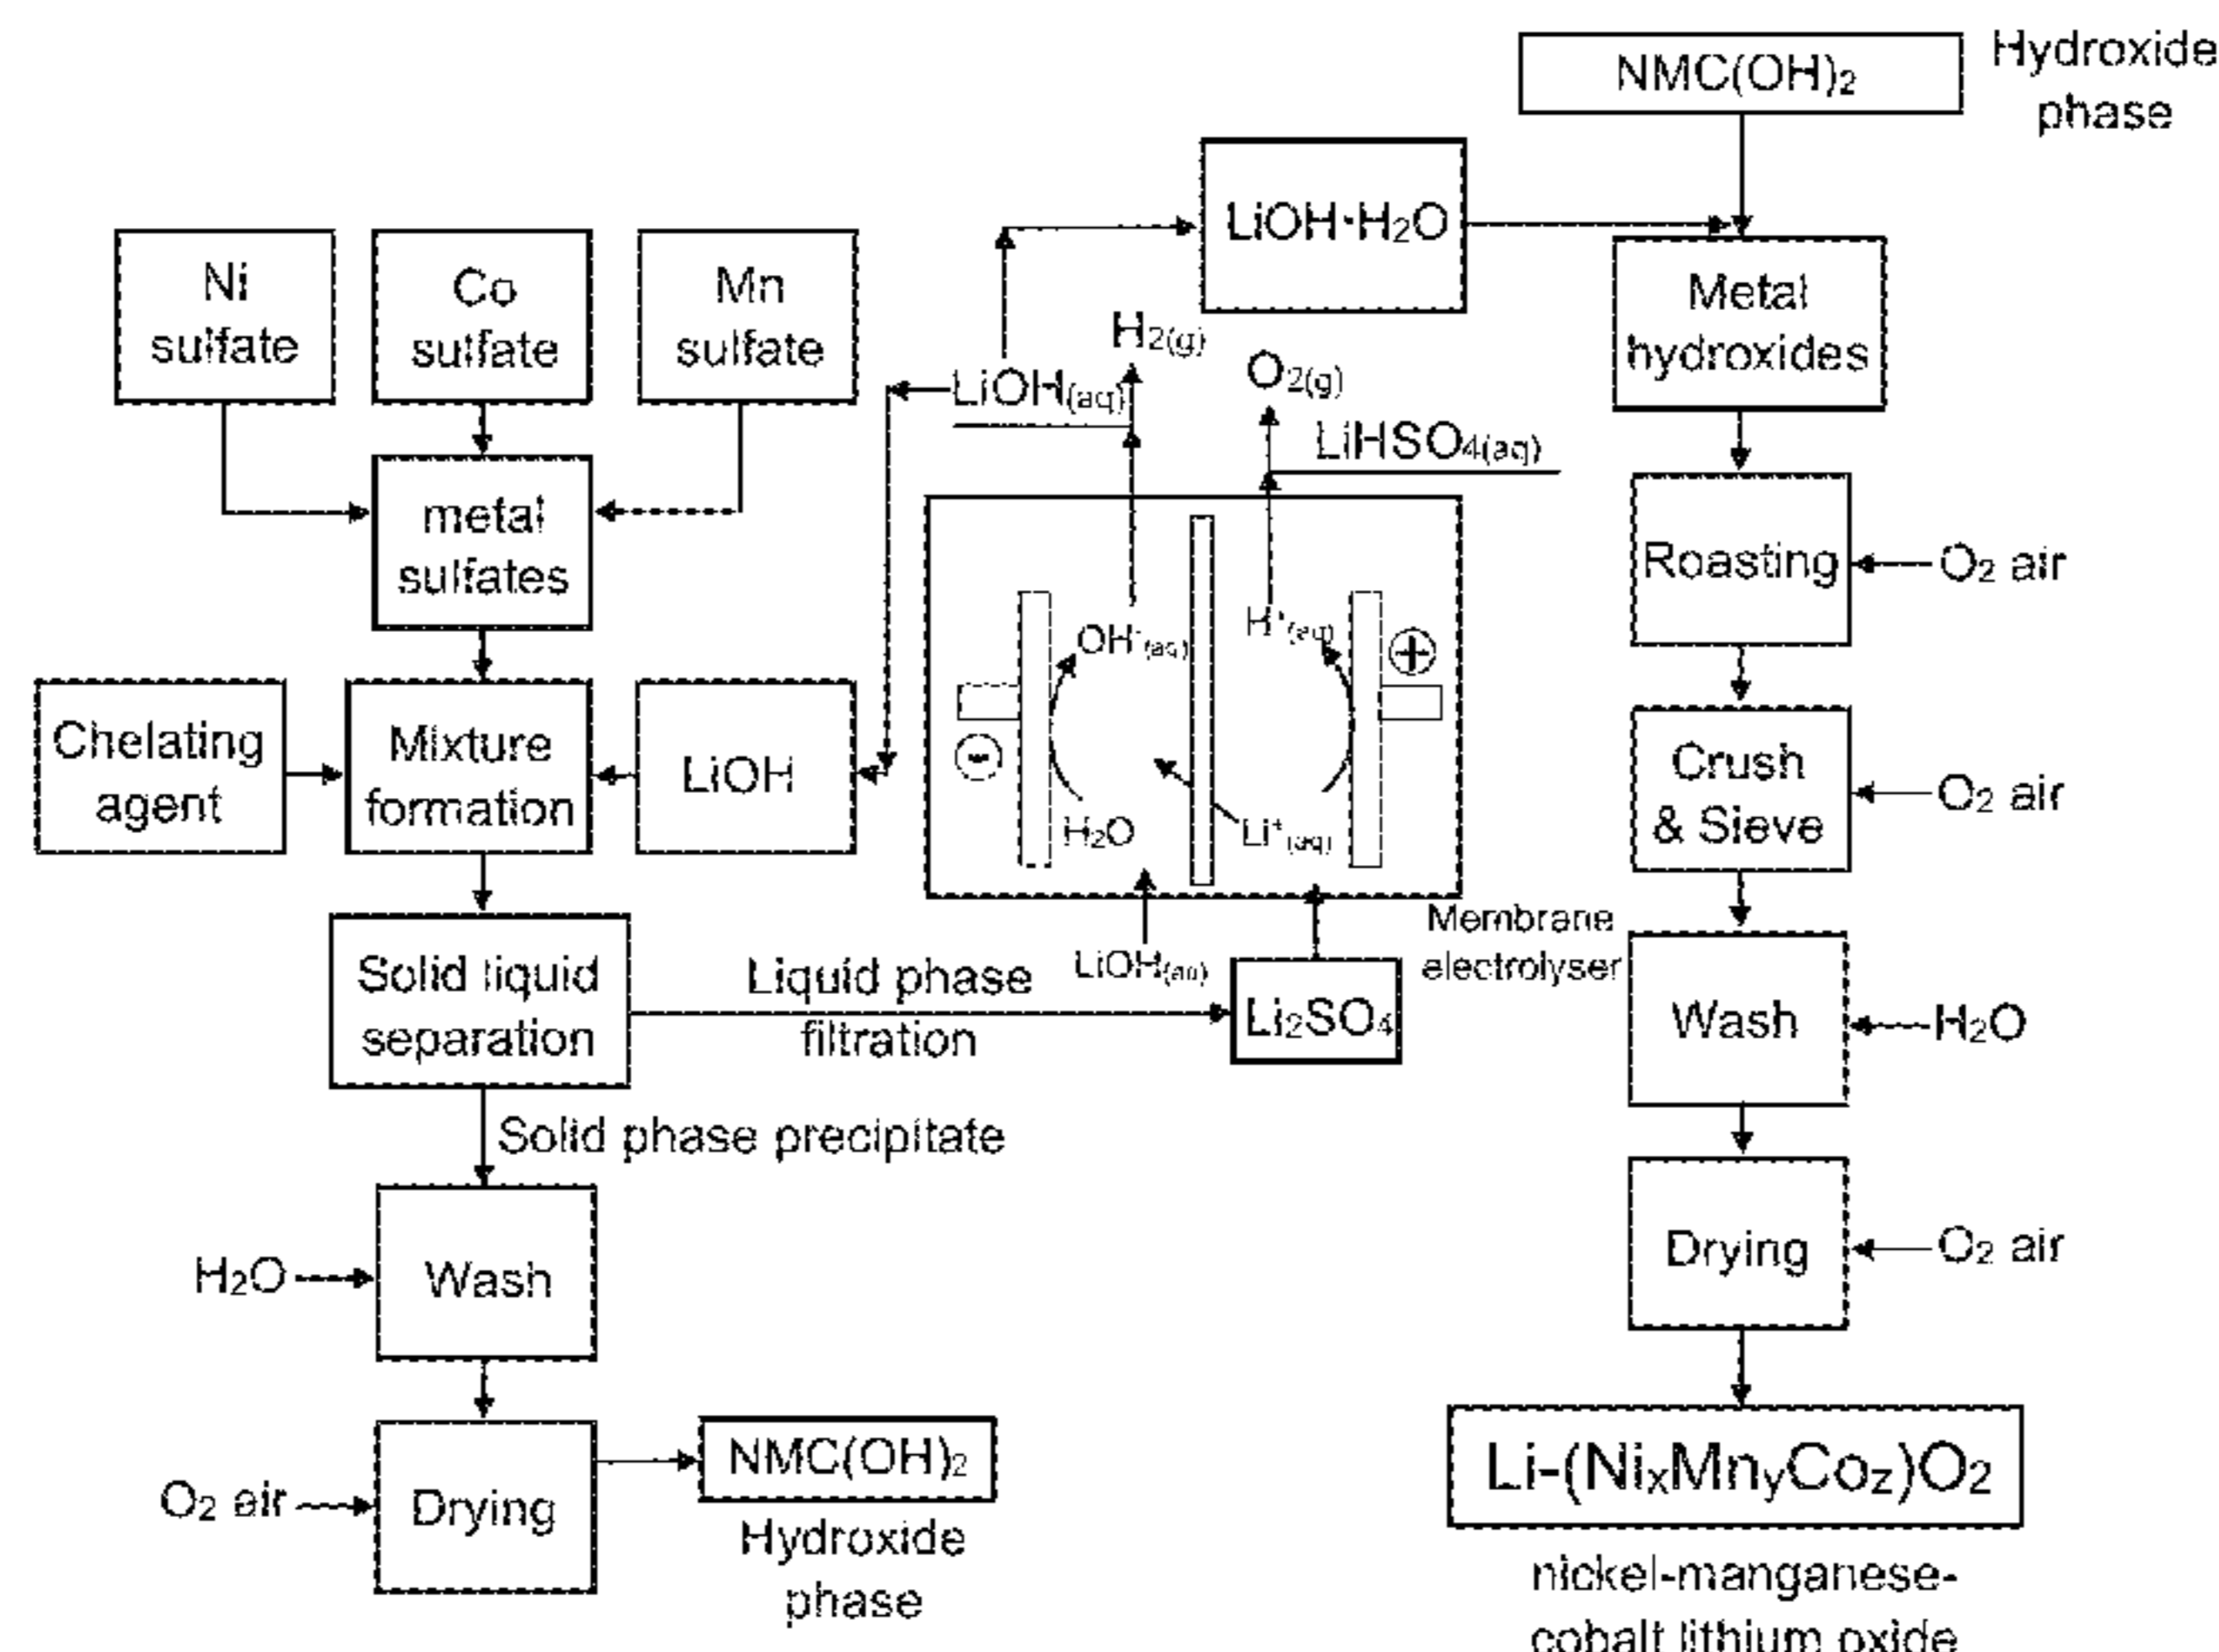 NMC(OH)₂
Hydroxide
phase
LiOH·H₂O
Ni
sulfate
Co
sulfate
Mn
sulfate
Metal
hydroxides
H₂(g)
O₂(g)
LiOH(aq)
LiHSO₄(aq)
metal
sulfates
Roasting
O₂ air
OH⁻(aq)
H⁺(aq)
+
-
Chelating
agent
Mixture
formation
LiOH
H₂O
Li⁺(aq)
Crush
& Sieve
O₂ air
Membrane
electrolyser
Solid liquid
separation
Liquid phase
filtration
LiOH(aq)
Li₂SO₄
Wash
H₂O
Solid phase precipitate
H₂O
Wash
Drying
O₂ air
O₂ air
Drying
NMC(OH)₂
Hydroxide
phase
Li-(NiₓMnᵧCo_z)O₂
nickel-manganese-
cobalt lithium oxide